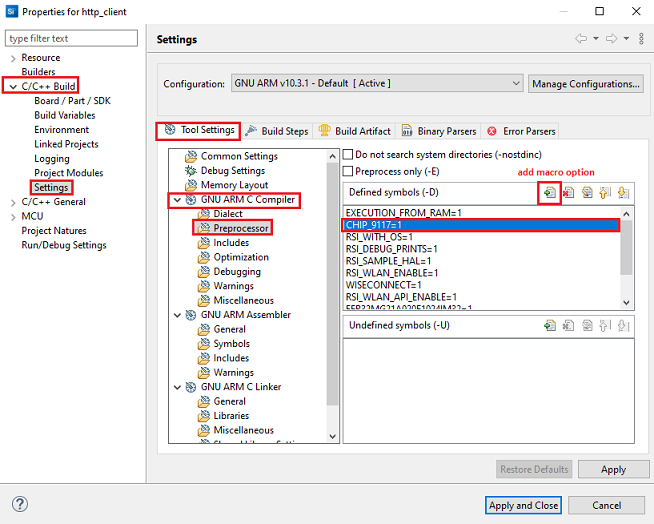 Si Properties for http_client
type filter text
Settings
Resource
Builders
C/C++ Build
Board / Part / SDK
Build Variables
Environment
Linked Projects
Logging
Project Modules
Settings
C/C++ General
MCU
Project Natures
Run/Debug Settings
Configuration: GNU ARM v10.3.1 - Default [ Active ] Manage Configurations...
Tool Settings Build Steps Build Artifact Binary Parsers Error Parsers
Common Settings
Debug Settings
Memory Layout
GNU ARM C Compiler
Dialect
Preprocessor
Includes
Optimization
Debugging
Warnings
Miscellaneous
GNU ARM Assembler
General
Symbols
Includes
Warnings
GNU ARM C Linker
General
Libraries
Miscellaneous
Do not search system directories (-nostdinc)
Preprocess only (-E) add macro option
Defined symbols (-D)
EXECUTION_FROM_RAM=1
CHIP_9117=1
RSI_WITH_OS=1
RSI_DEBUG_PRINTS=1
RSI_SAMPLE_HAL=1
RSI_WLAN_ENABLE=1
WISECONNECT=1
RSI_WLAN_API_ENABLE=1
Undefined symbols (-U)
Restore Defaults Apply
Apply and Close Cancel